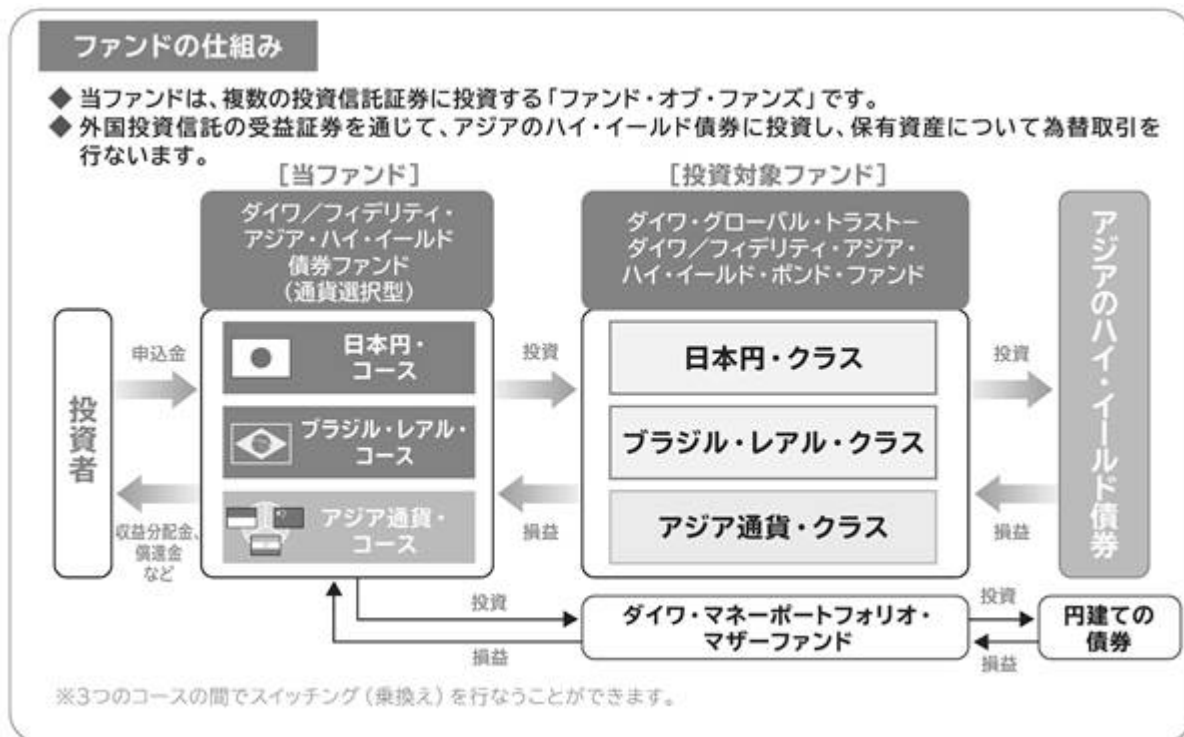 ファンドの仕組み
◆ 当ファンドは、複数の投資信託証券に投資する「ファンド・オブ・ファンズ」です。
◆ 外国投資信託の受益証券を通じて、アジアのハイ・イールド債券に投資し、保有資産について為替取引を
行ないます。
［当ファンド］
ダイワ／フィデリティ・
アジア・ハイ・イールド
債券ファンド
（通貨選択型）
［投資対象ファンド］
ダイワ・グローバル・トラスト－
ダイワ／フィデリティ・アジア・
ハイ・イールド・ボンド・ファンド
投資者
申込金
収益分配金、
償還金
など
日本円・
コース
ブラジル・レアル・
コース
アジア通貨・
コース
投資
損益
日本円・クラス
ブラジル・レアル・クラス
アジア通貨・クラス
投資
損益
アジアのハイ・イールド債券
投資
損益
ダイワ・マネーポートフォリオ・
マザーファンド
投資
損益
円建ての
債券
※3つのコースの間でスイッチング（乗換え）を行なうことができます。